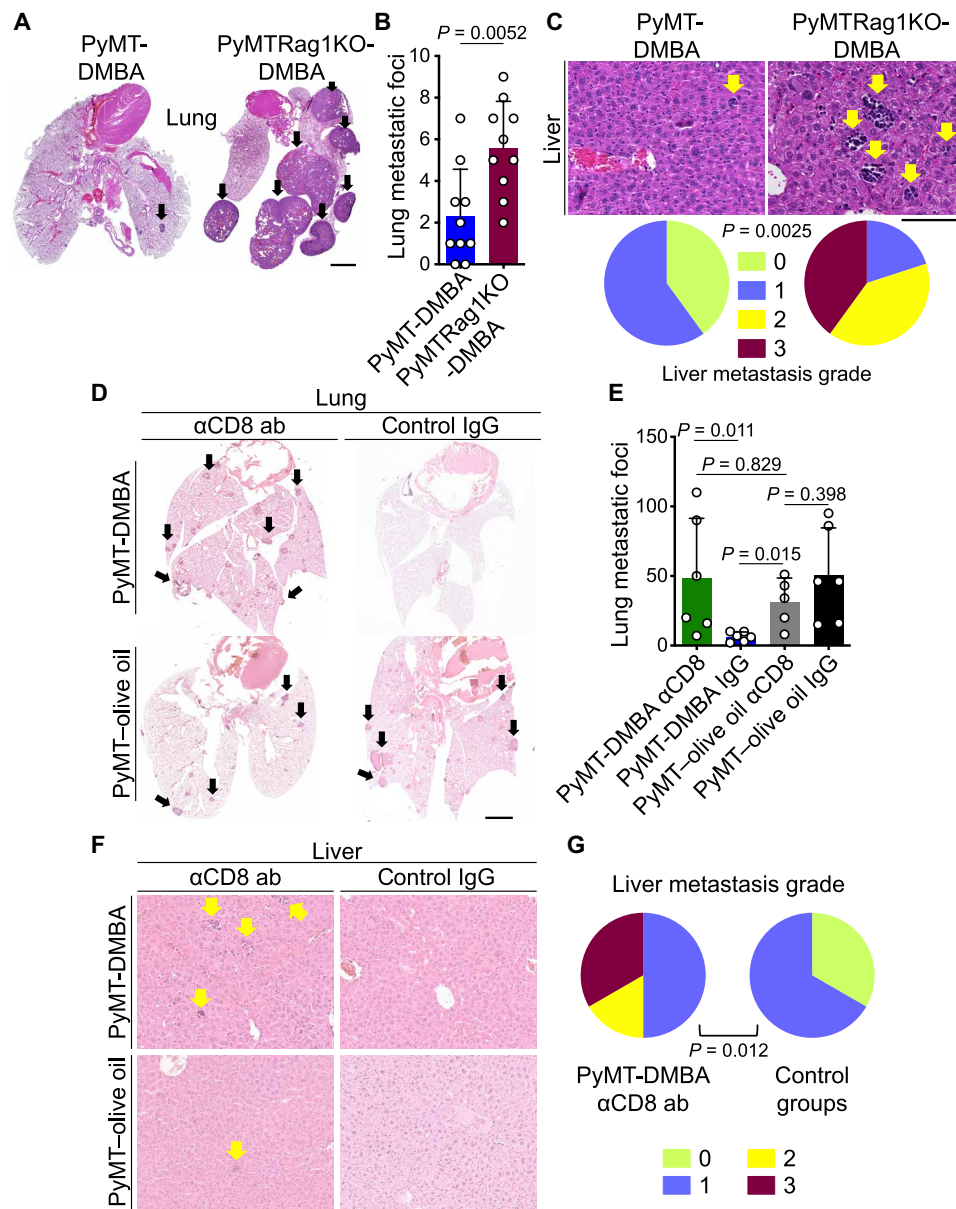 A
PyMT-
DMBA
PyMTRag1KO-
DMBA
Lung
B
P = 0.0052
Lung metastatic foci
10
8
6
4
2
0
PyMT-DMBA
PyMTRag1KO
-DMBA
C
PyMT-
DMBA
PyMTRag1KO-
DMBA
Liver
P = 0.0025
0
1
2
3
Liver metastasis grade
D
Lung
αCD8 ab
Control IgG
PyMT-DMBA
PyMT–olive oil
E
P = 0.011
P = 0.829
P = 0.398
P = 0.015
Lung metastatic foci
150
100
50
0
PyMT-DMBA αCD8
PyMT-DMBA IgG
PyMT–olive oil αCD8
PyMT–olive oil IgG
F
Liver
αCD8 ab
Control IgG
PyMT-DMBA
PyMT–olive oil
G
Liver metastasis grade
P = 0.012
PyMT-DMBA
αCD8 ab
Control
groups
0
2
1
3